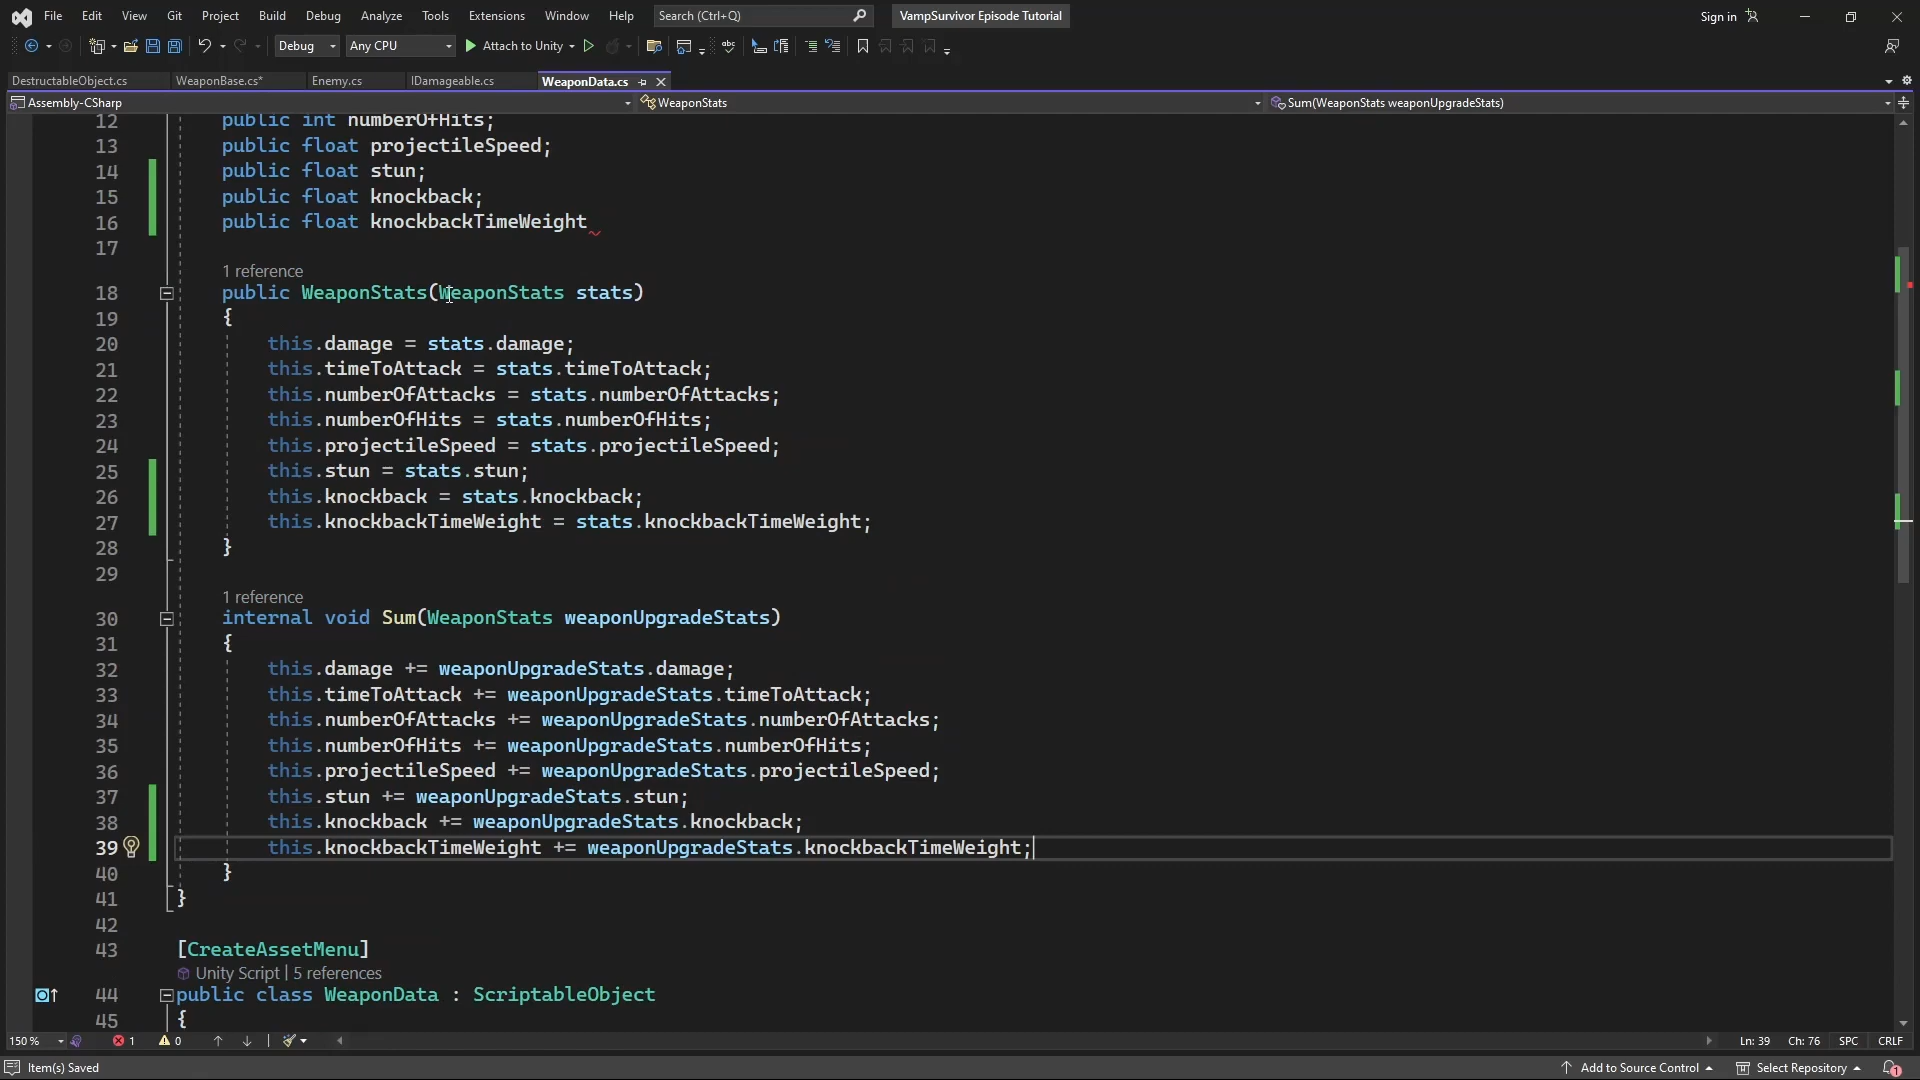 File Edit View Git Project Build Debug Analyze Tools Extensions Window Help Search (Ctrl+Q) VampSurvivor Episode Tutorial Sign in
Debug Any CPU Attach to Unity
DestructableObject.cs WeaponBase.cs* Enemy.cs IDamageable.cs WeaponData.cs
Assembly-CSharp WeaponStats Sum(WeaponStats weaponUpgradeStats)
12 public int numberOfHits;
13 public float projectileSpeed;
14 public float stun;
15 public float knockback;
16 public float knockbackTimeWeight
17
1 reference
18 public WeaponStats(WeaponStats stats)
19 {
20 this.damage = stats.damage;
21 this.timeToAttack = stats.timeToAttack;
22 this.numberOfAttacks = stats.numberOfAttacks;
23 this.numberOfHits = stats.numberOfHits;
24 this.projectileSpeed = stats.projectileSpeed;
25 this.stun = stats.stun;
26 this.knockback = stats.knockback;
27 this.knockbackTimeWeight = stats.knockbackTimeWeight;
28 }
29
1 reference
30 internal void Sum(WeaponStats weaponUpgradeStats)
31 {
32 this.damage += weaponUpgradeStats.damage;
33 this.timeToAttack += weaponUpgradeStats.timeToAttack;
34 this.numberOfAttacks += weaponUpgradeStats.numberOfAttacks;
35 this.numberOfHits += weaponUpgradeStats.numberOfHits;
36 this.projectileSpeed += weaponUpgradeStats.projectileSpeed;
37 this.stun += weaponUpgradeStats.stun;
38 this.knockback += weaponUpgradeStats.knockback;
39 this.knockbackTimeWeight += weaponUpgradeStats.knockbackTimeWeight;
40 }
41 }
42
43 [CreateAssetMenu]
Unity Script | 5 references
44 public class WeaponData : ScriptableObject
45 {
150 % 1 0 Ln: 39 Ch: 76 SPC CRLF
Item(s) Saved Add to Source Control Select Repository 1